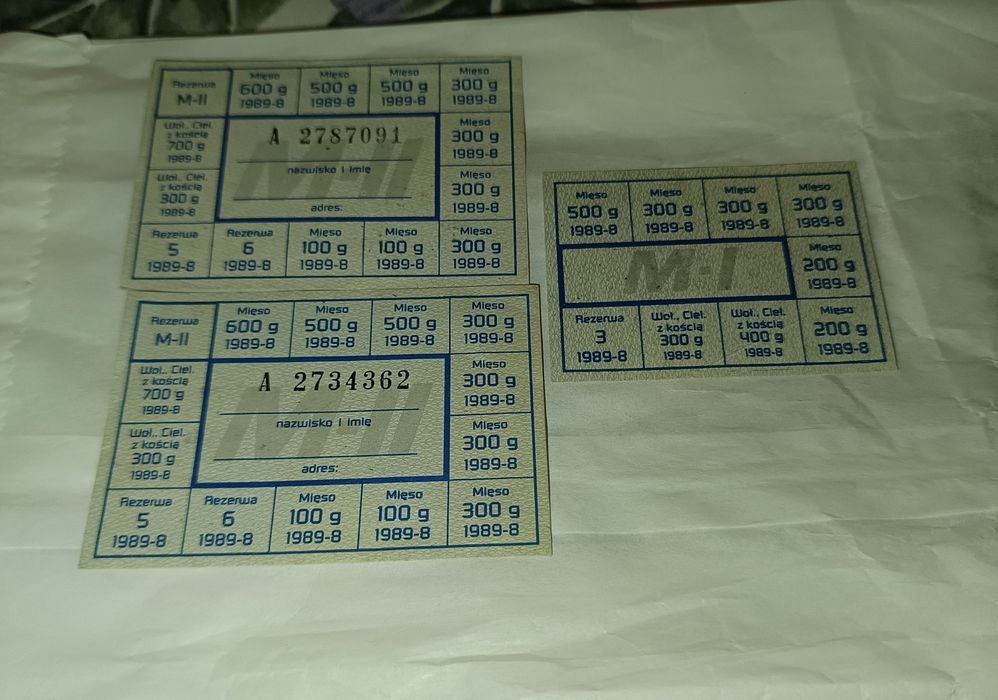 Rezerwa
M-II
Mięso
600 g
1989-8
Mięso
500 g
1989-8
Mięso
500 g
1989-8
Mięso
300 g
1989-8
Woł., Ciel.
z kością
700 g
1989-8
A 2787091
M-II
nazwisko i imię
adres:
Mięso
300 g
1989-8
Woł., Ciel.
z kością
300 g
1989-8
Mięso
300 g
1989-8
Rezerwa
5
1989-8
Rezerwa
6
1989-8
Mięso
100 g
1989-8
Mięso
100 g
1989-8
Mięso
300 g
1989-8
Rezerwa
M-II
Mięso
600 g
1989-8
Mięso
500 g
1989-8
Mięso
500 g
1989-8
Mięso
300 g
1989-8
Woł., Ciel.
z kością
700 g
1989-8
A 2734362
M-II
nazwisko i imię
adres:
Mięso
300 g
1989-8
Woł., Ciel.
z kością
300 g
1989-8
Mięso
300 g
1989-8
Rezerwa
5
1989-8
Rezerwa
6
1989-8
Mięso
100 g
1989-8
Mięso
100 g
1989-8
Mięso
300 g
1989-8
Mięso
500 g
1989-8
Mięso
300 g
1989-8
Mięso
300 g
1989-8
Mięso
300 g
1989-8
M-I
Mięso
200 g
1989-8
Rezerwa
3
1989-8
Woł., Ciel.
z kością
300 g
1989-8
Woł., Ciel.
z kością
400 g
1989-8
Mięso
200 g
1989-8